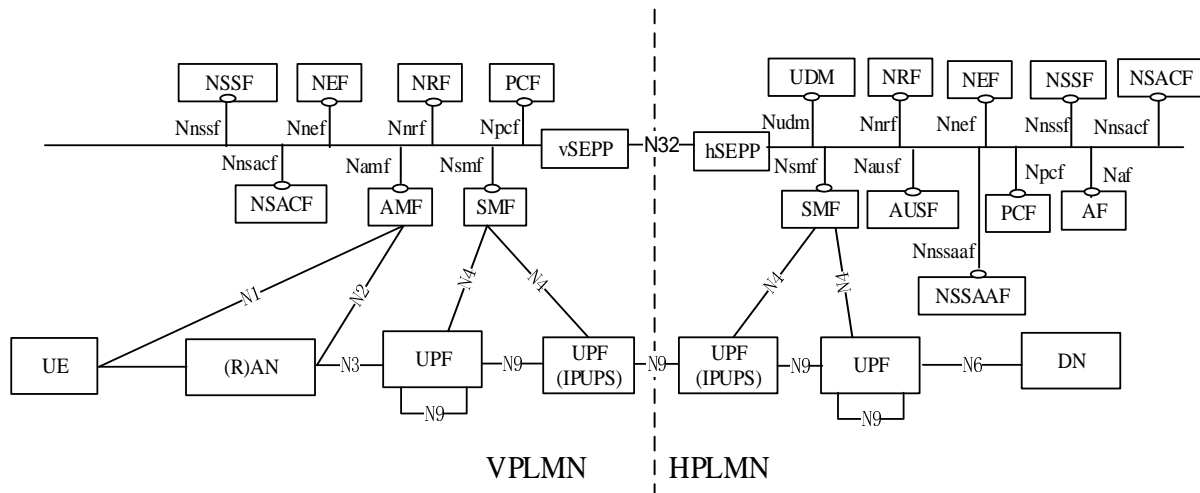 NSSF NEF NRF PCF UDM NRF NEF NSSF NSACF
Nnssf Nnef Nnrf Npcf Nudm Nnrf Nnef Nnssf Nnsacf
vSEPP N32 hSEPP
Nnsacf Namf Nsmf Nsmf Nausf Npcf Naf
NSACF AMF SMF SMF AUSF PCF AF
Nnssaaf
N1 N2 N4 N4 N4 N4 NSSAAF
UE (R)AN N3 UPF N9 UPF N9 UPF N9 UPF N6 DN
(IPUPS) (IPUPS)
N9 N9
VPLMN HPLMN